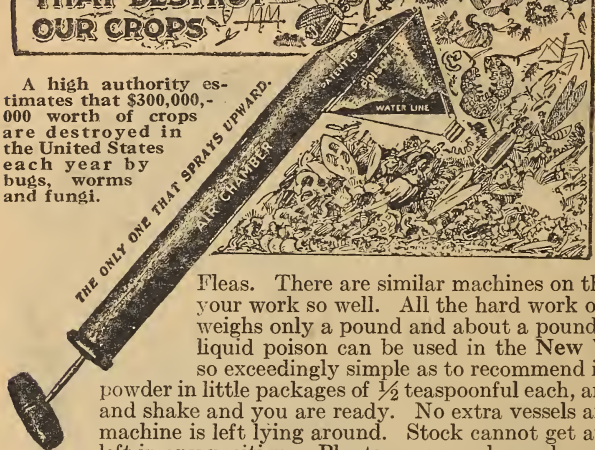 THAT DESTROY
OUR CROPS
A high authority es-
timates that $300,000,-
000 worth of crops
are destroyed in
the United States
each year by
bugs, worms
and fungi.
THE ONLY ONE THAT SPRAYS UPWARD.
AIR CHAMBER
PATENTED
POISON
WATER LINE
Fleas. There are similar machines on th
your work so well. All the hard work o
weighs only a pound and about a pound
liquid poison can be used in the New
so exceedingly simple as to recommend i
powder in little packages of ½ teaspoonful each, a
and shake and you are ready. No extra vessels a
machine is left lying around. Stock cannot get a